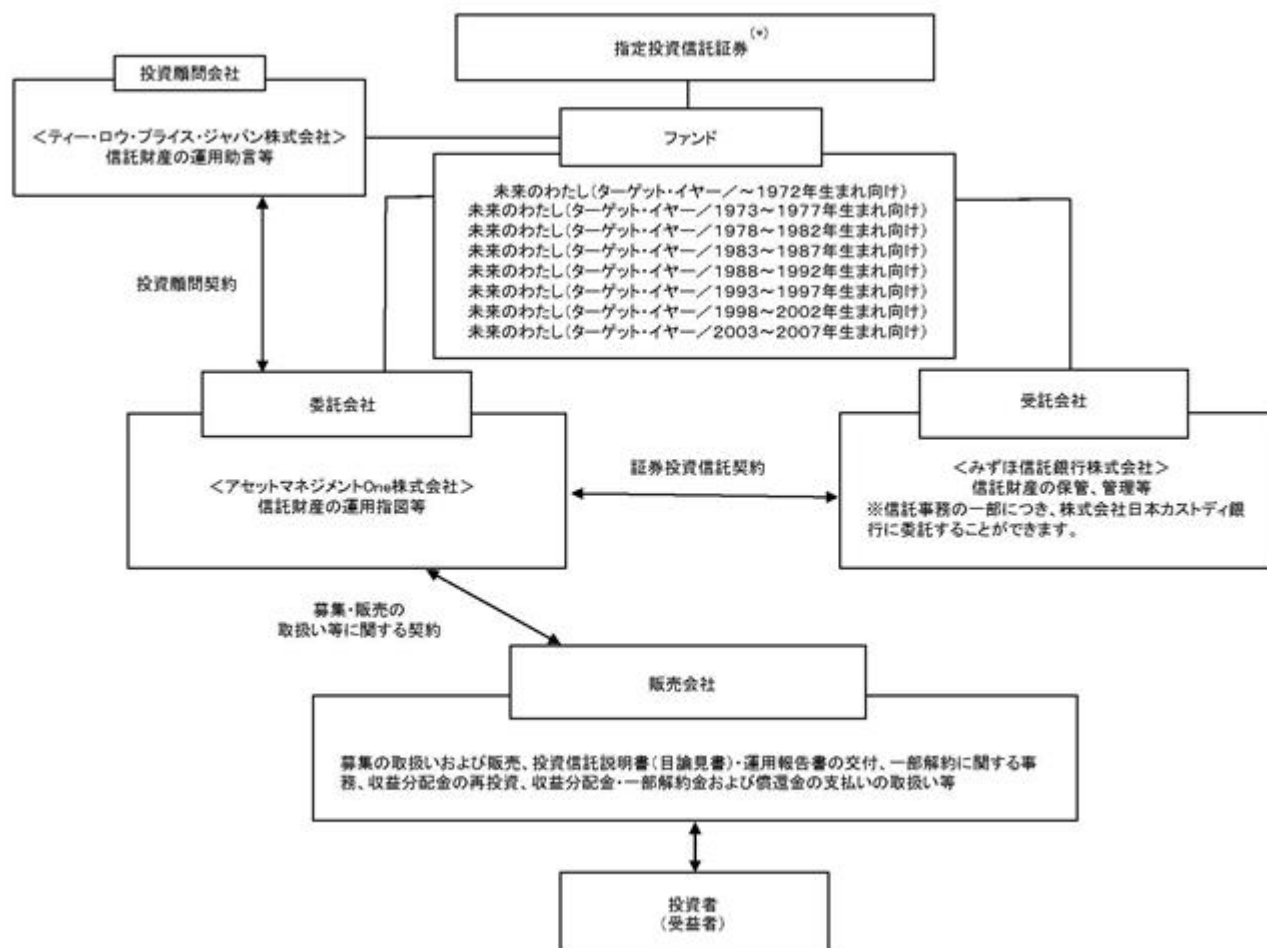 指定投資信託証券(*)
投資顧問会社
<ティー・ロウ・プライス・ジャパン株式会社>
信託財産の運用助言等
ファンド
未来のわたし(ターゲット・イヤー/~1972年生まれ向け)
未来のわたし(ターゲット・イヤー/1973~1977年生まれ向け)
未来のわたし(ターゲット・イヤー/1978~1982年生まれ向け)
未来のわたし(ターゲット・イヤー/1983~1987年生まれ向け)
未来のわたし(ターゲット・イヤー/1988~1992年生まれ向け)
未来のわたし(ターゲット・イヤー/1993~1997年生まれ向け)
未来のわたし(ターゲット・イヤー/1998~2002年生まれ向け)
未来のわたし(ターゲット・イヤー/2003~2007年生まれ向け)
投資顧問契約
委託会社
<アセットマネジメントOne株式会社>
信託財産の運用指図等
証券投資信託契約
受託会社
<みずほ信託銀行株式会社>
信託財産の保管、管理等
※信託事務の一部につき、株式会社日本カストディ銀
行に委託することができます。
募集・販売の
取扱い等に関する契約
販売会社
募集の取扱いおよび販売、投資信託説明書(目論見書)・運用報告書の交付、一部解約に関する事
務、収益分配金の再投資、収益分配金・一部解約金および償還金の支払いの取扱い等
投資者
(受益者)